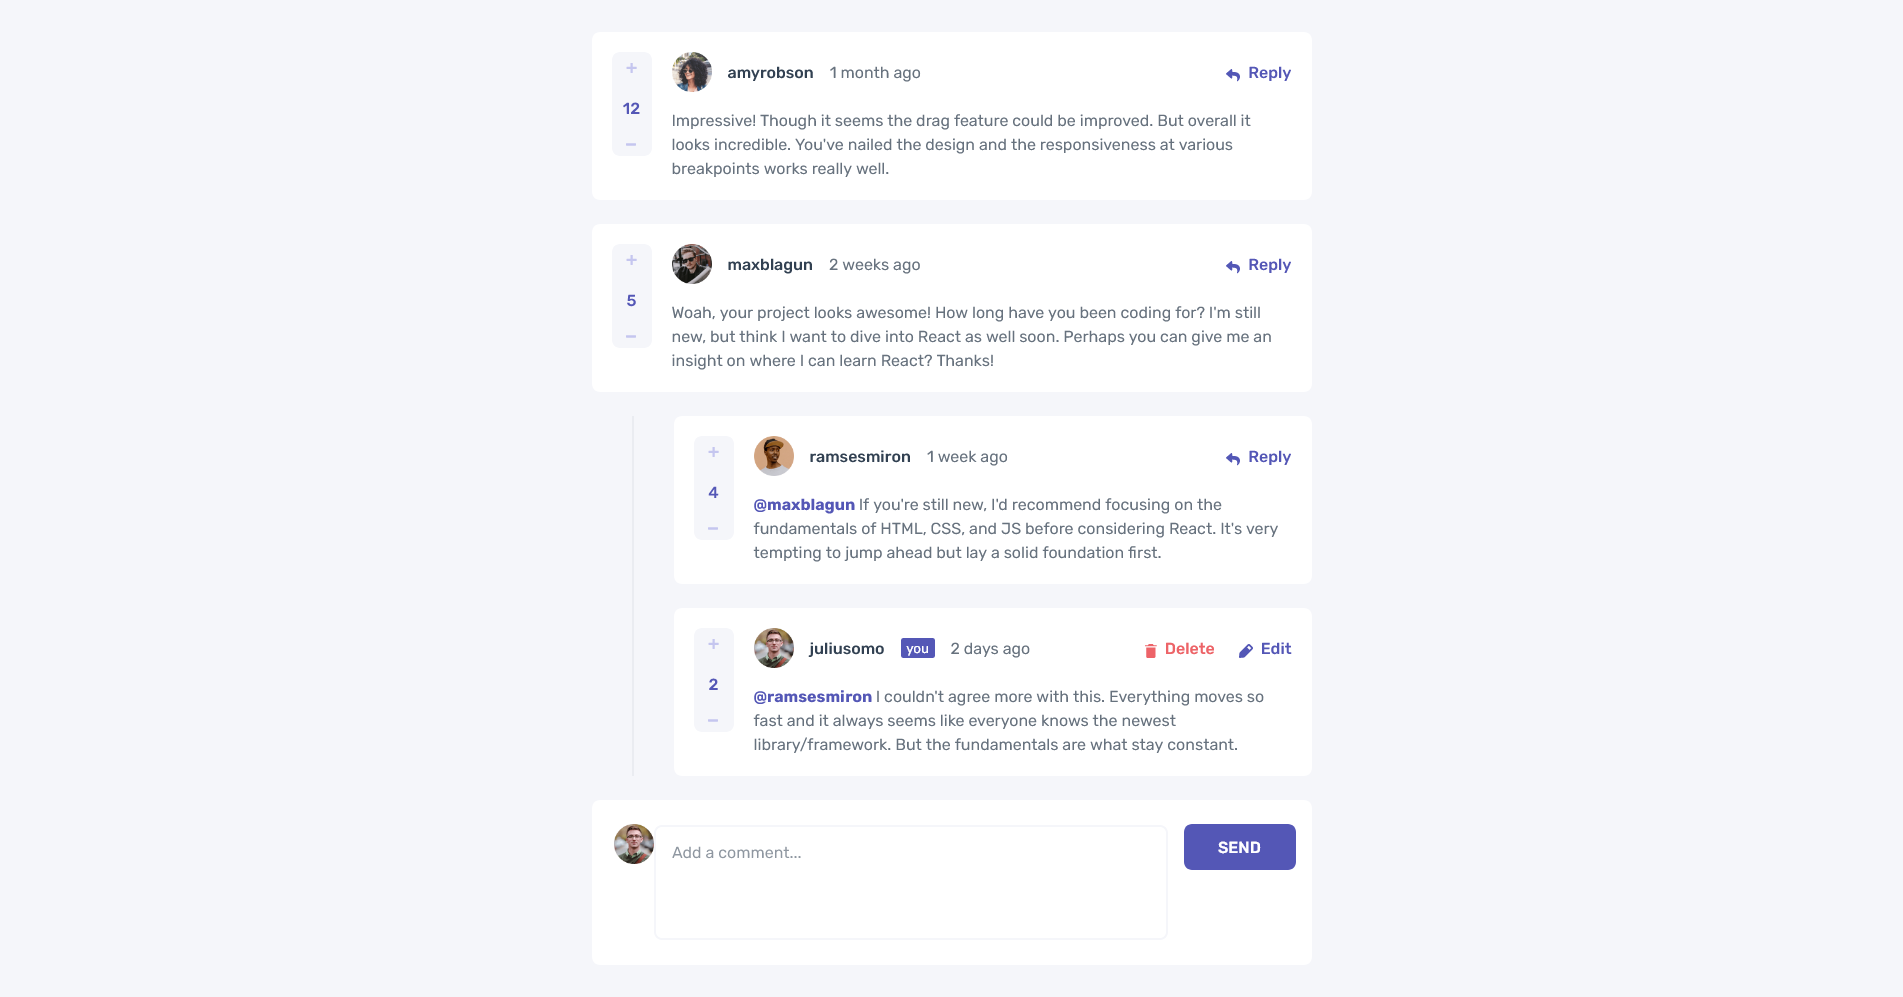 +
amyrobson 1 month ago Reply
12
Impressive! Though it seems the drag feature could be improved. But overall it
looks incredible. You've nailed the design and the responsiveness at various
–
breakpoints works really well.
+
maxblagun 2 weeks ago Reply
5
Woah, your project looks awesome! How long have you been coding for? I'm still
new, but think I want to dive into React as well soon. Perhaps you can give me an
–
insight on where I can learn React? Thanks!
+
ramsesmiron 1 week ago Reply
4
@maxblagun If you're still new, I'd recommend focusing on the
fundamentals of HTML, CSS, and JS before considering React. It's very
–
tempting to jump ahead but lay a solid foundation first.
+
juliusomo you 2 days ago Delete Edit
2
@ramsesmiron I couldn't agree more with this. Everything moves so
fast and it always seems like everyone knows the newest
–
library/framework. But the fundamentals are what stay constant.
Add a comment...
SEND